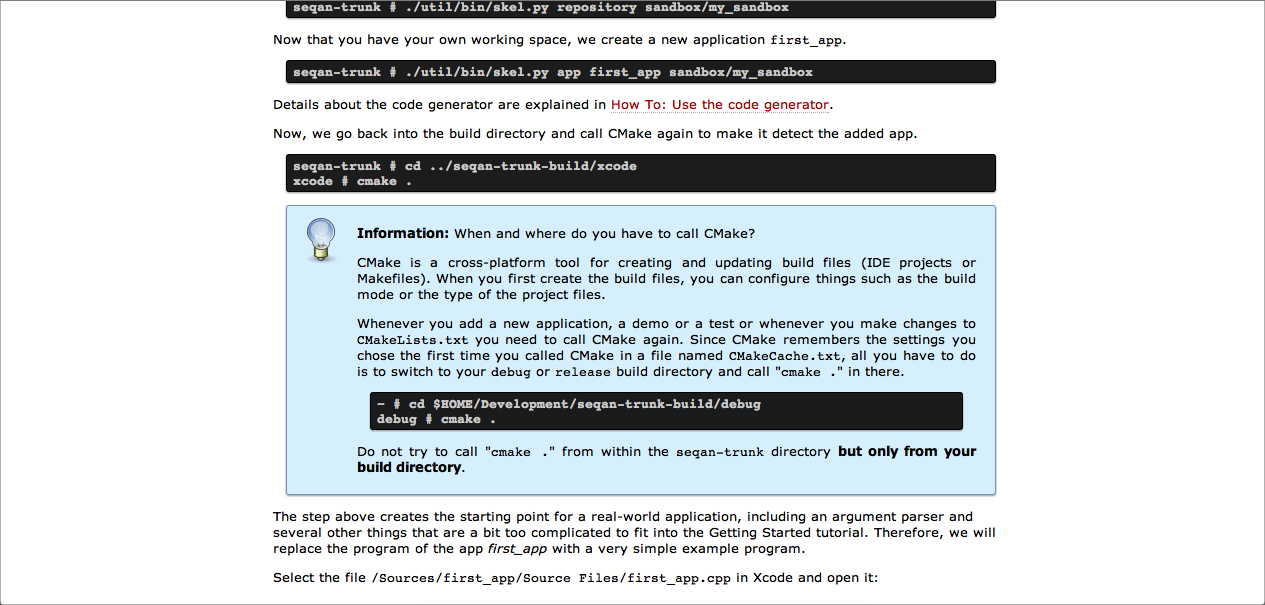 seqan-trunk # ./util/bin/skel.py repository sandbox/my_sandbox
Now that you have your own working space, we create a new application first_app.
seqan-trunk # ./util/bin/skel.py app first_app sandbox/my_sandbox
Details about the code generator are explained in How To: Use the code generator.
Now, we go back into the build directory and call CMake again to make it detect the added app.
seqan-trunk # cd ../seqan-trunk-build/xcode
xcode # cmake .
Information: When and where do you have to call CMake?
CMake is a cross-platform tool for creating and updating build files (IDE projects or
Makefiles). When you first create the build files, you can configure things such as the build
mode or the type of the project files.
Whenever you add a new application, a demo or a test or whenever you make changes to
CMakeLists.txt you need to call CMake again. Since CMake remembers the settings you
chose the first time you called CMake in a file named CMakeCache.txt, all you have to do
is to switch to your debug or release build directory and call "cmake ." in there.
~ # cd $HOME/Development/seqan-trunk-build/debug
debug # cmake .
Do not try to call "cmake ." from within the seqan-trunk directory but only from your
build directory.
The step above creates the starting point for a real-world application, including an argument parser and
several other things that are a bit too complicated to fit into the Getting Started tutorial. Therefore, we will
replace the program of the app first_app with a very simple example program.
Select the file /Sources/first_app/Source Files/first_app.cpp in Xcode and open it: